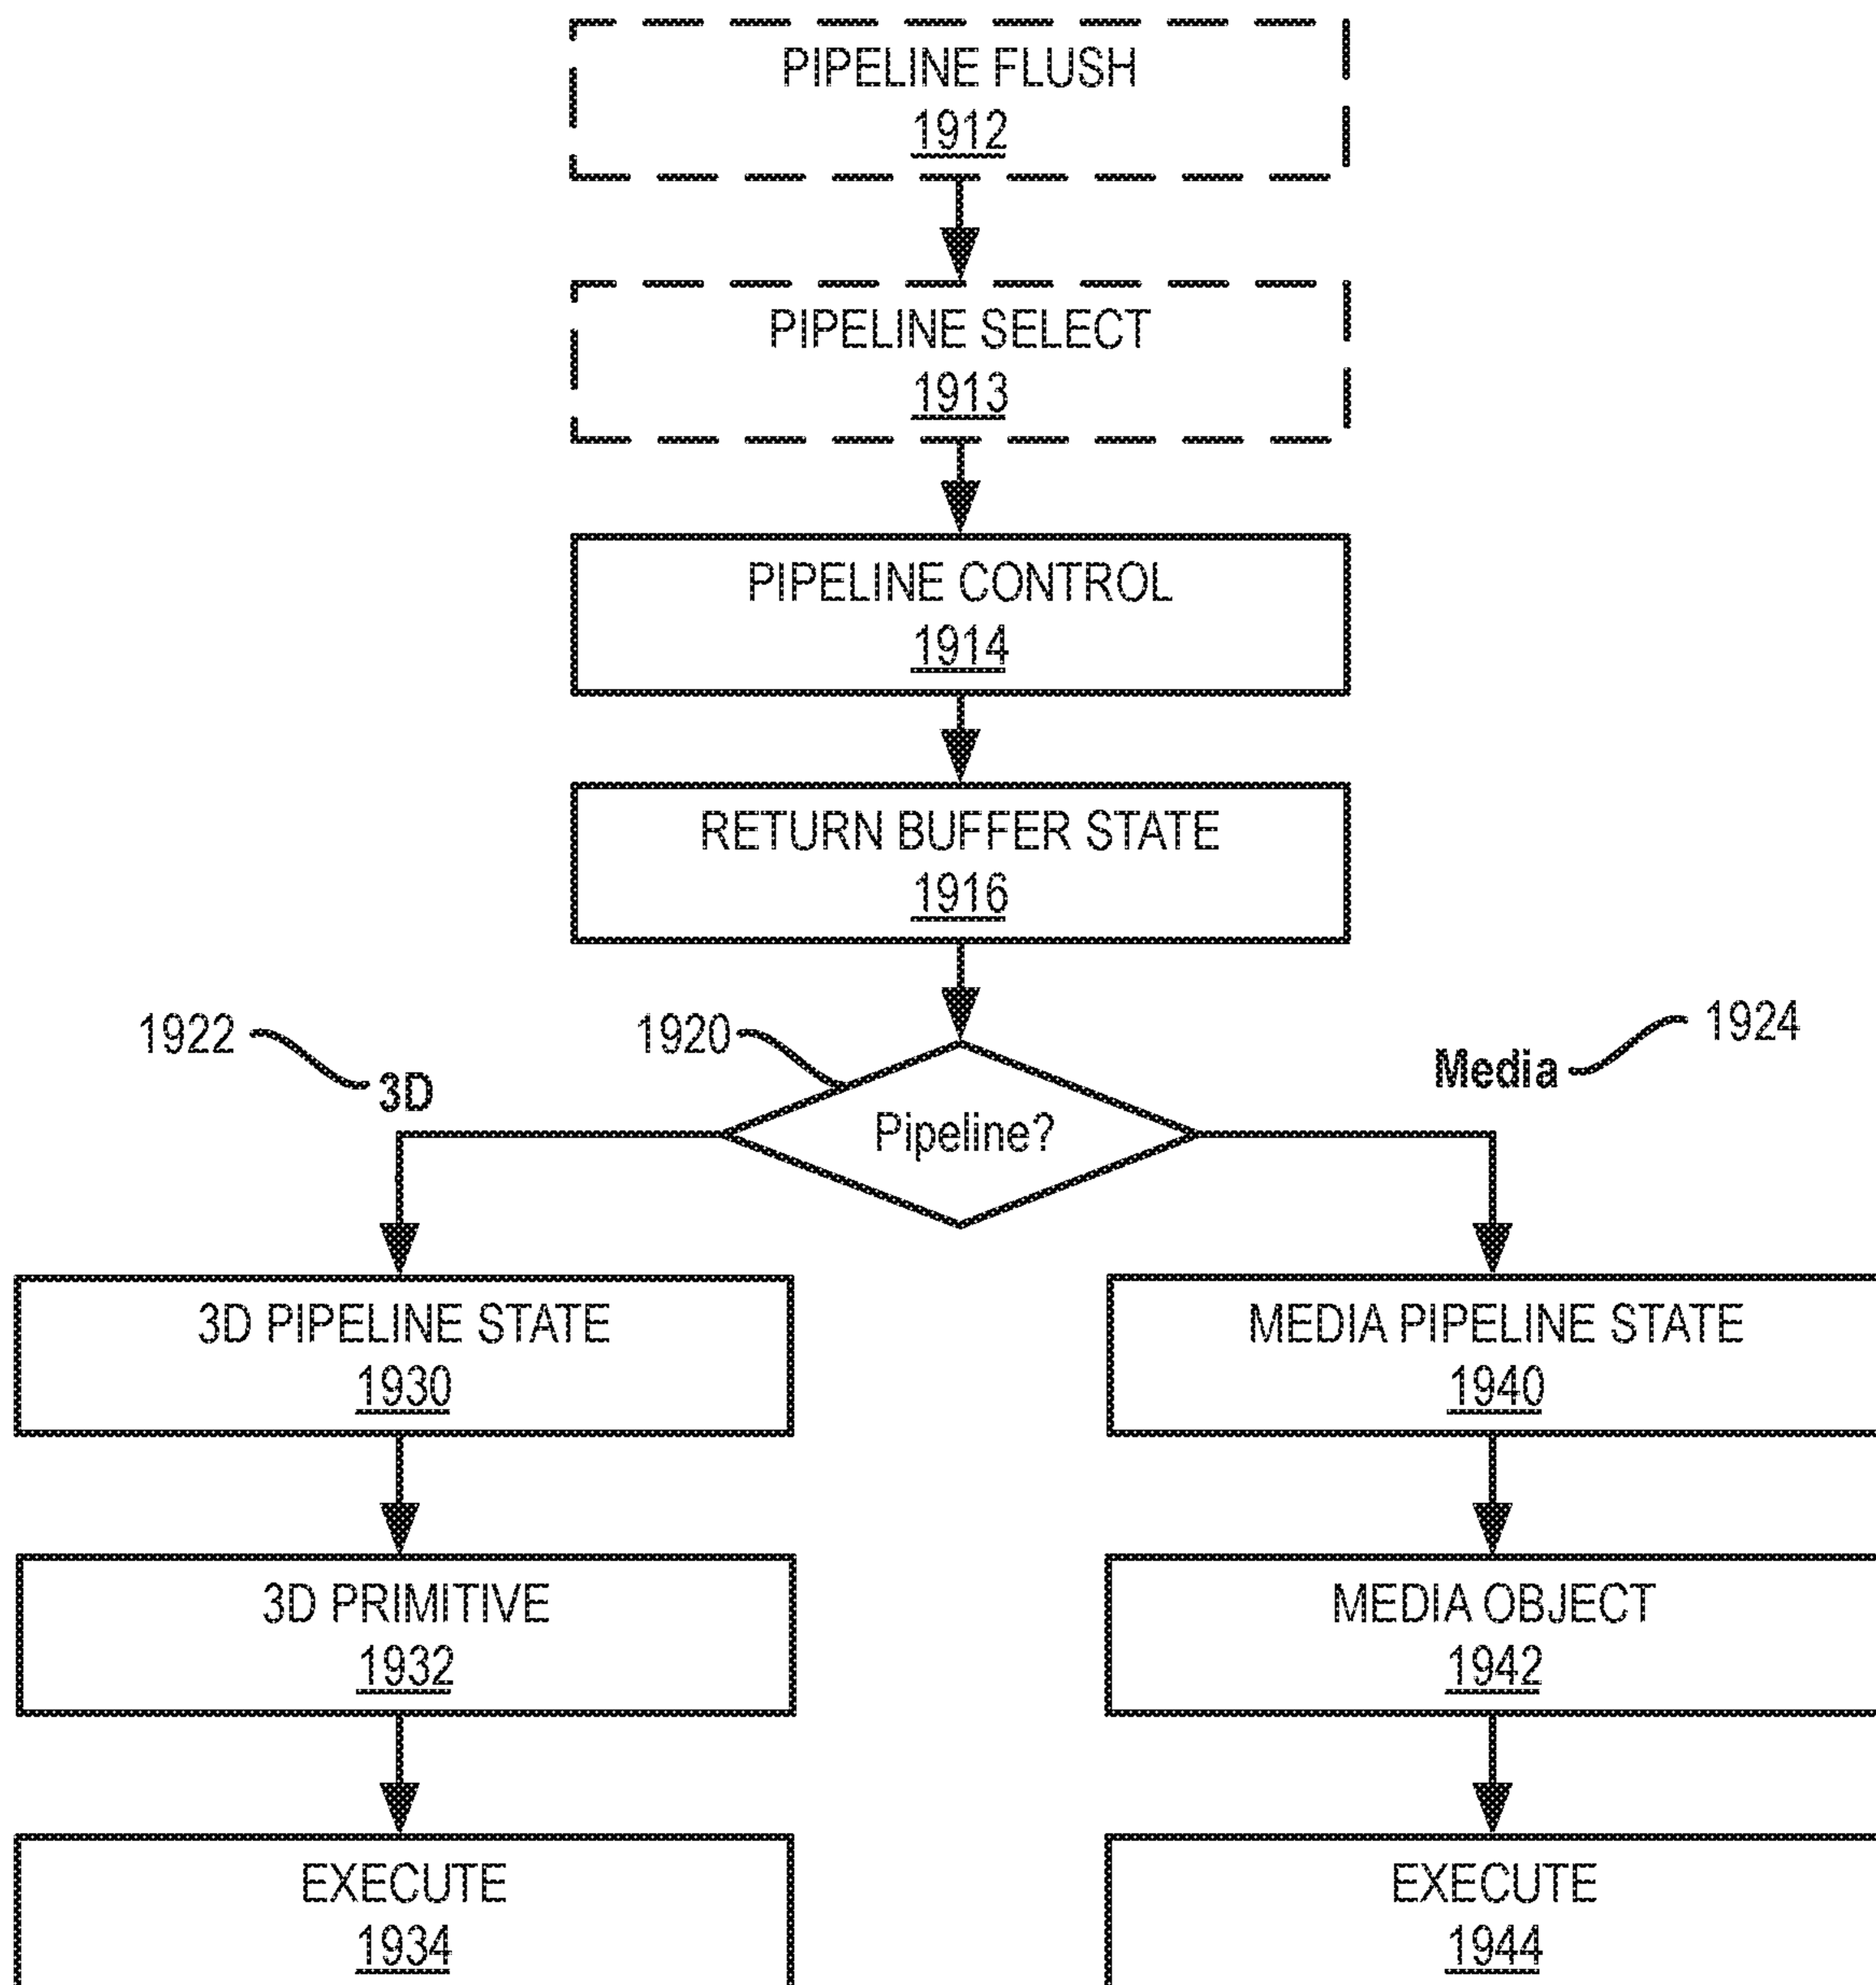 PIPELINE FLUSH
1912
PIPELINE SELECT
1913
PIPELINE CONTROL
1914
RETURN BUFFER STATE
1916
1922
3D
1920
Pipeline?
Media
1924
3D PIPELINE STATE
1930
MEDIA PIPELINE STATE
1940
3D PRIMITIVE
1932
MEDIA OBJECT
1942
EXECUTE
1934
EXECUTE
1944